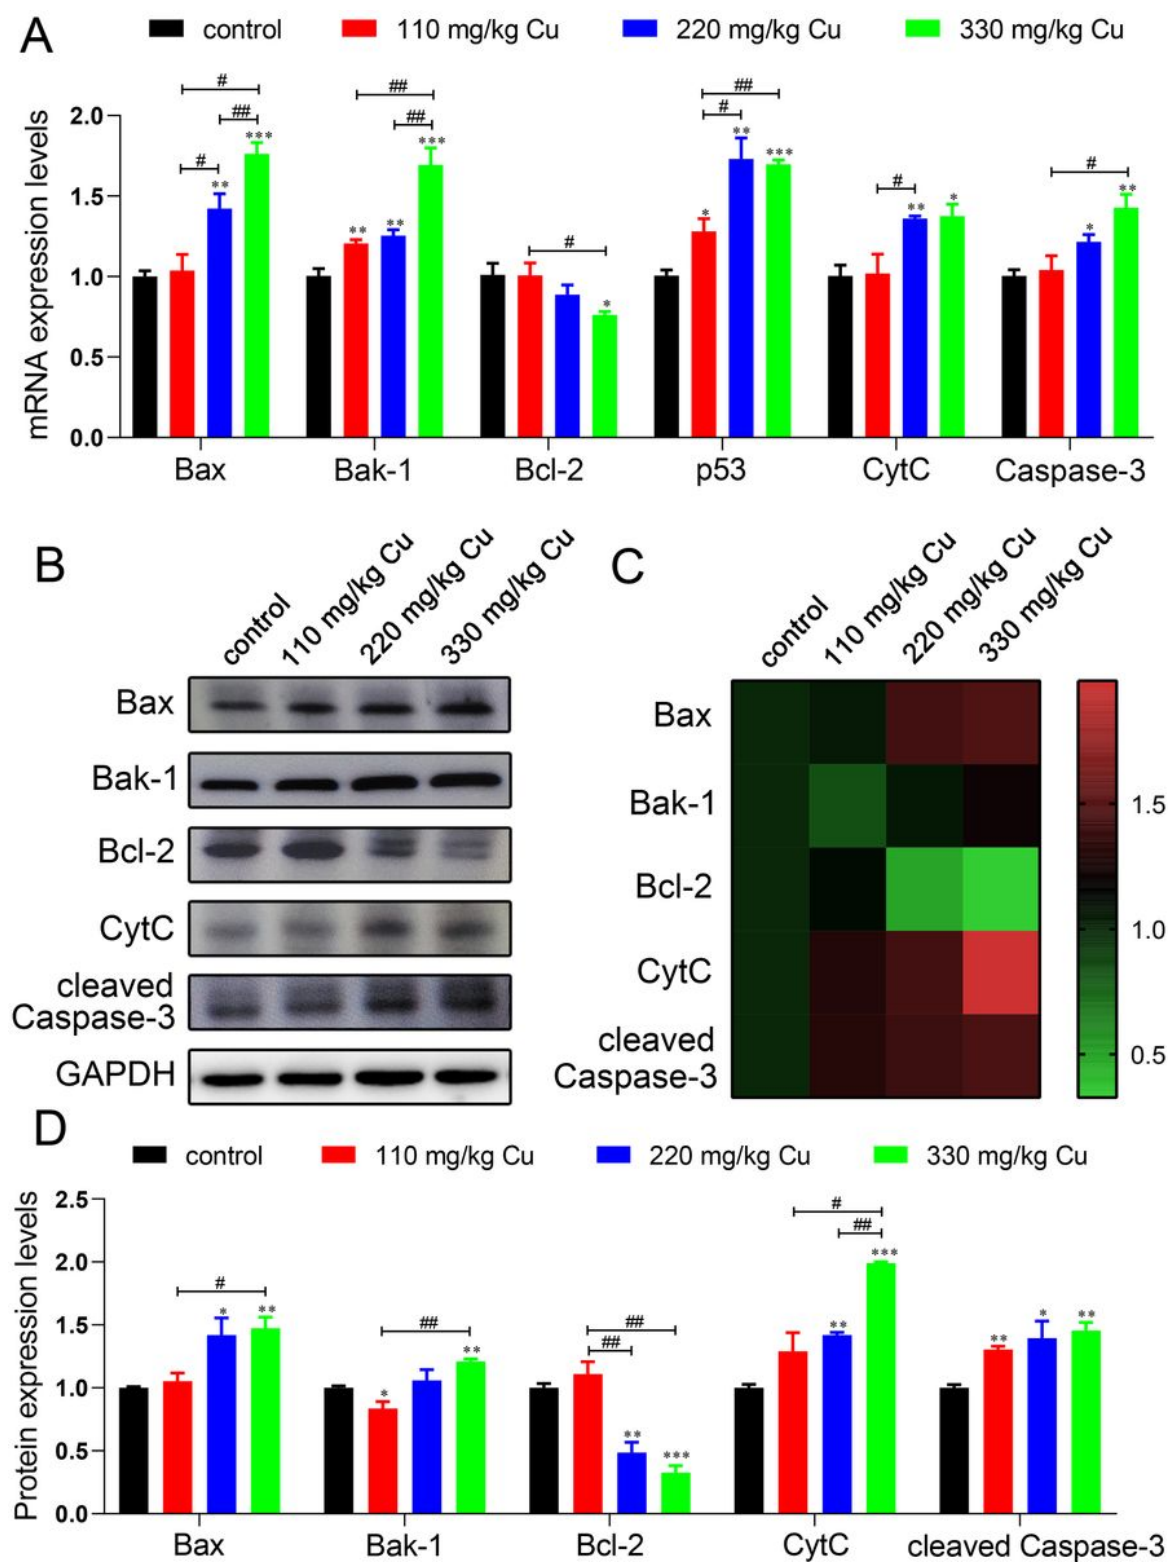 A
control 110 mg/kg Cu 220 mg/kg Cu 330 mg/kg Cu
mRNA expression levels
2.0
1.5
1.0
0.5
0.0
# ## # ** ***
** ** ## ## ***
# *
* # ** ## ***
# ** *
* # **
Bax Bak-1 Bcl-2 p53 CytC Caspase-3
B
control 110 mg/kg Cu 220 mg/kg Cu 330 mg/kg Cu
Bax
Bak-1
Bcl-2
CytC
cleaved
Caspase-3
GAPDH
C
control 110 mg/kg Cu 220 mg/kg Cu 330 mg/kg Cu
Bax
Bak-1
Bcl-2
CytC
cleaved
Caspase-3
1.5
1.0
0.5
D
control 110 mg/kg Cu 220 mg/kg Cu 330 mg/kg Cu
Protein expression levels
2.5
2.0
1.5
1.0
0.5
0.0
# * **
* ## **
## ## ** ***
# ## ** ***
** * **
Bax Bak-1 Bcl-2 CytC cleaved Caspase-3